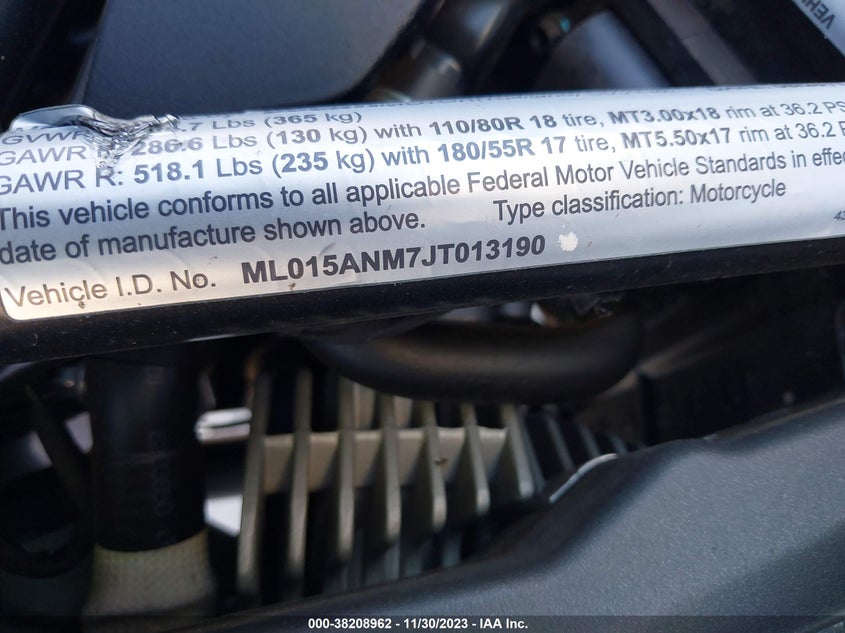 GVWR .7 Lbs (365 kg)
GAWR 286.6 Lbs (130 kg) with 110/80R 18 tire, MT3.00x18 rim at 36.2 PS
GAWR R: 518.1 Lbs (235 kg) with 180/55R 17 tire, MT5.50x17 rim at 36.2 P
This vehicle conforms to all applicable Federal Motor Vehicle Standards in effe
date of manufacture shown above. Type classification: Motorcycle
Vehicle I.D. No. ML015ANM7JT013190
000-38208962 - 11/30/2023 - IAA Inc.